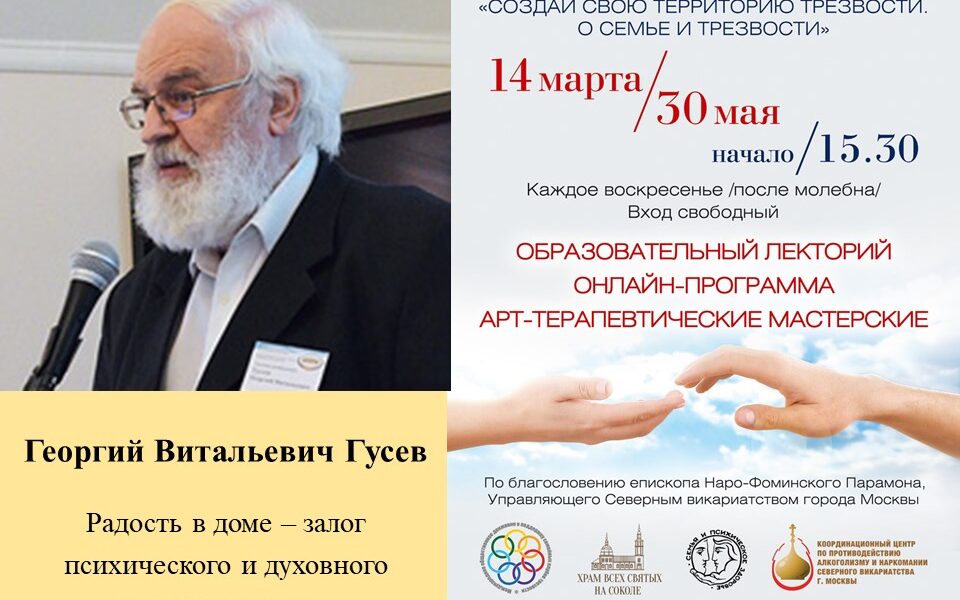 Георгий Витальевич Гусев
Радость в доме – залог
психического и духовного
«СОЗДАЙ СВОЮ ТЕРРИТОРИЮ ТРЕЗВОСТИ.
О СЕМЬЕ И ТРЕЗВОСТИ»
14 марта/
30 мая
начало/15.30
Каждое воскресенье /после молебна/
Вход свободный
ОБРАЗОВАТЕЛЬНЫЙ ЛЕКТОРИЙ
ОНЛАЙН-ПРОГРАММА
АРТ-ТЕРАПЕВТИЧЕСКИЕ МАСТЕРСКИЕ
По благословению епископа Наро-Фоминского Парамона,
Управляющего Северным викариатством города Москвы
ХРАМ ВСЕХ СВЯТЫХ
НА СОКОЛЕ
СЕМЬЯ И ПСИХИЧЕСКОЕ
ЗДОРОВЬЕ
КООРДИНАЦИОННЫЙ ЦЕНТР
ПО ПРОТИВОДЕЙСТВИЮ
АЛКОГОЛИЗМУ И НАРКОМАНИИ
СЕВЕРНОГО ВИКАРИАТСТВА
Г. МОСКВЫ